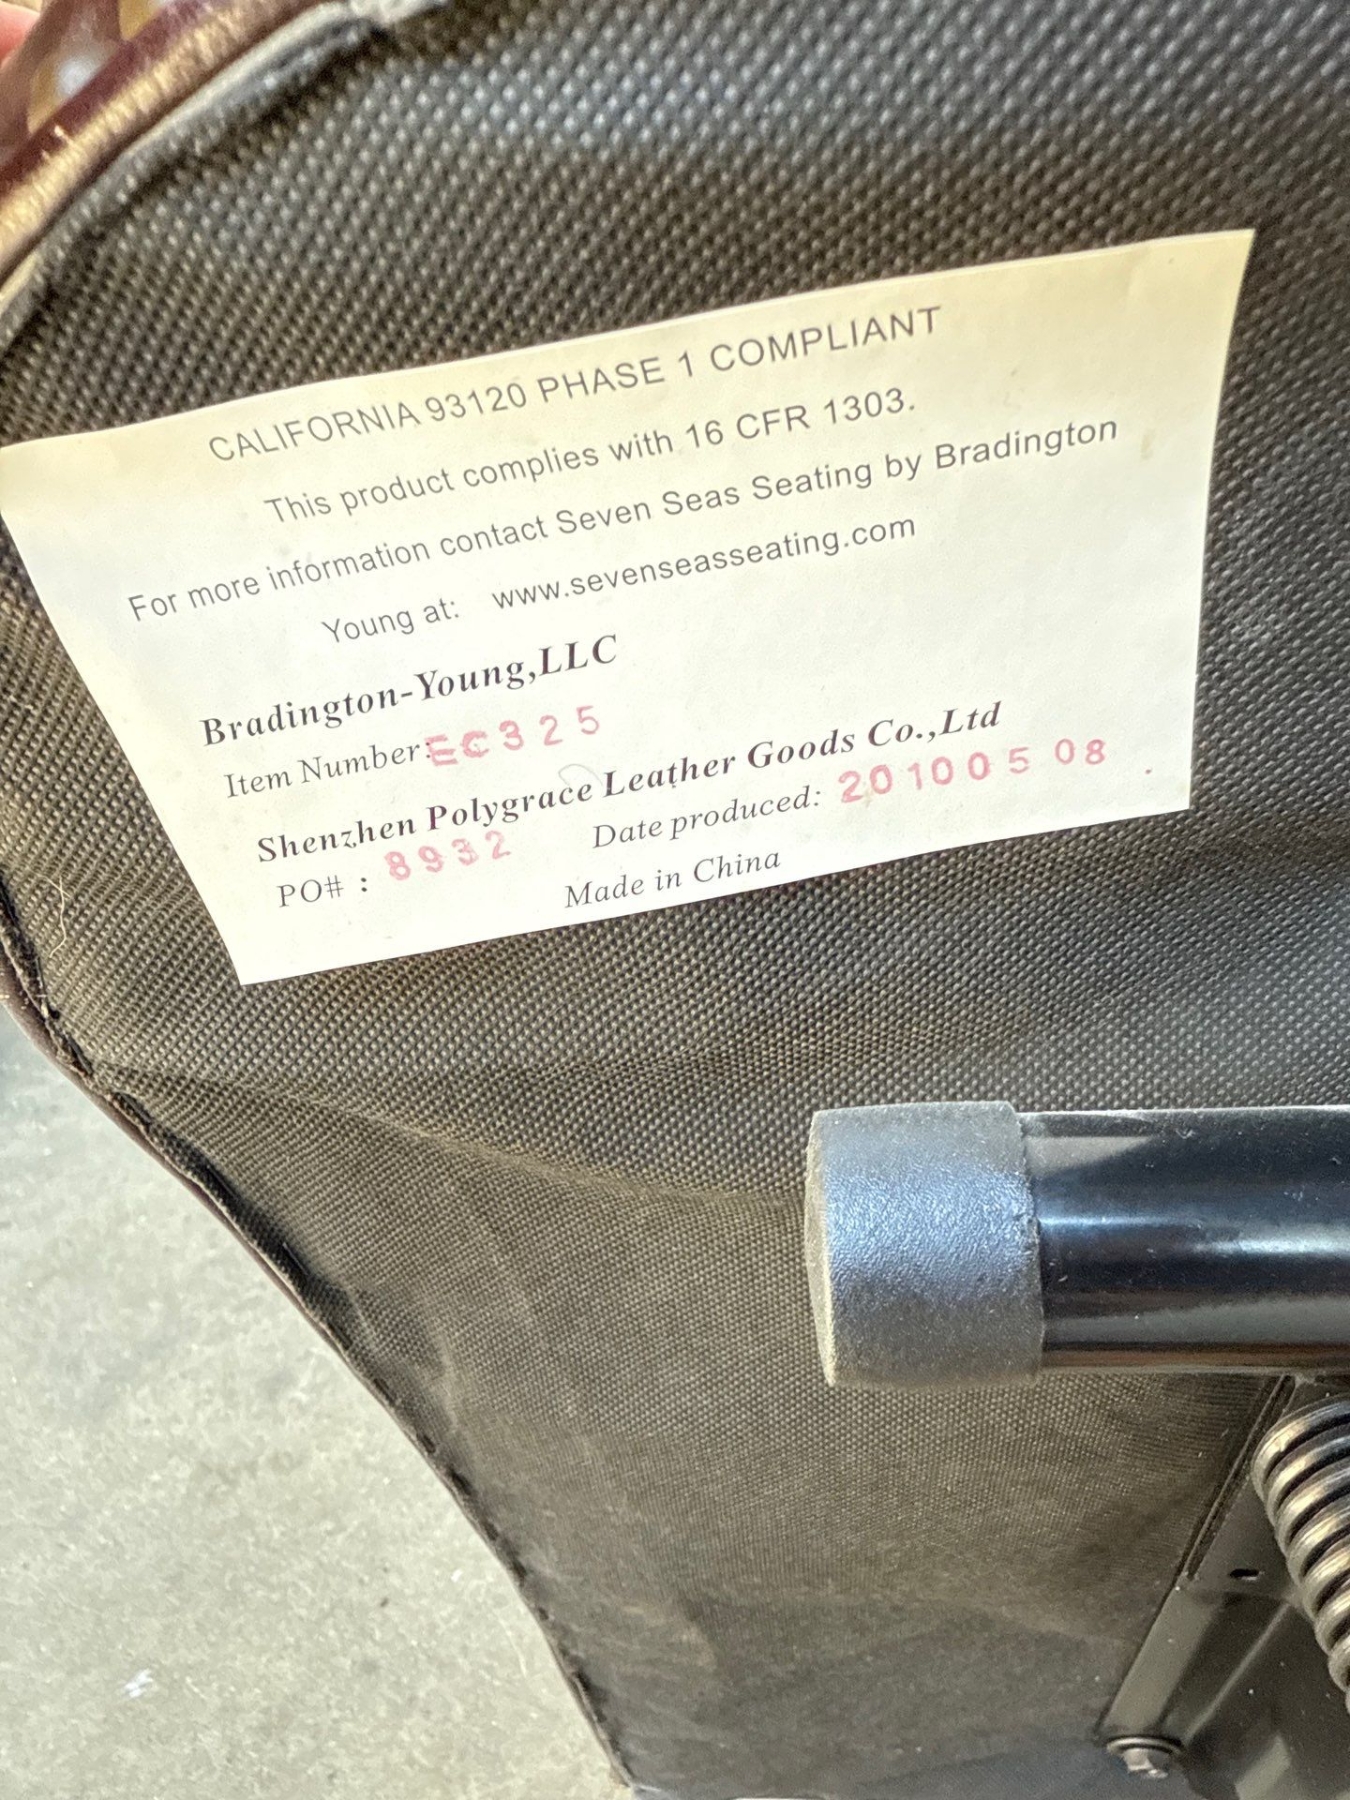 CALIFORNIA 93120 PHASE 1 COMPLIANT
This product complies with 16 CFR 1303.
For more information contact Seven Seas Seating by Bradington
Young at: www.sevenseasseating.com
Bradington-Young,LLC
Item Number:EC325
Shenzhen Polygrace Leather Goods Co.,Ltd
PO# : 8932 Date produced: 20100508
Made in China